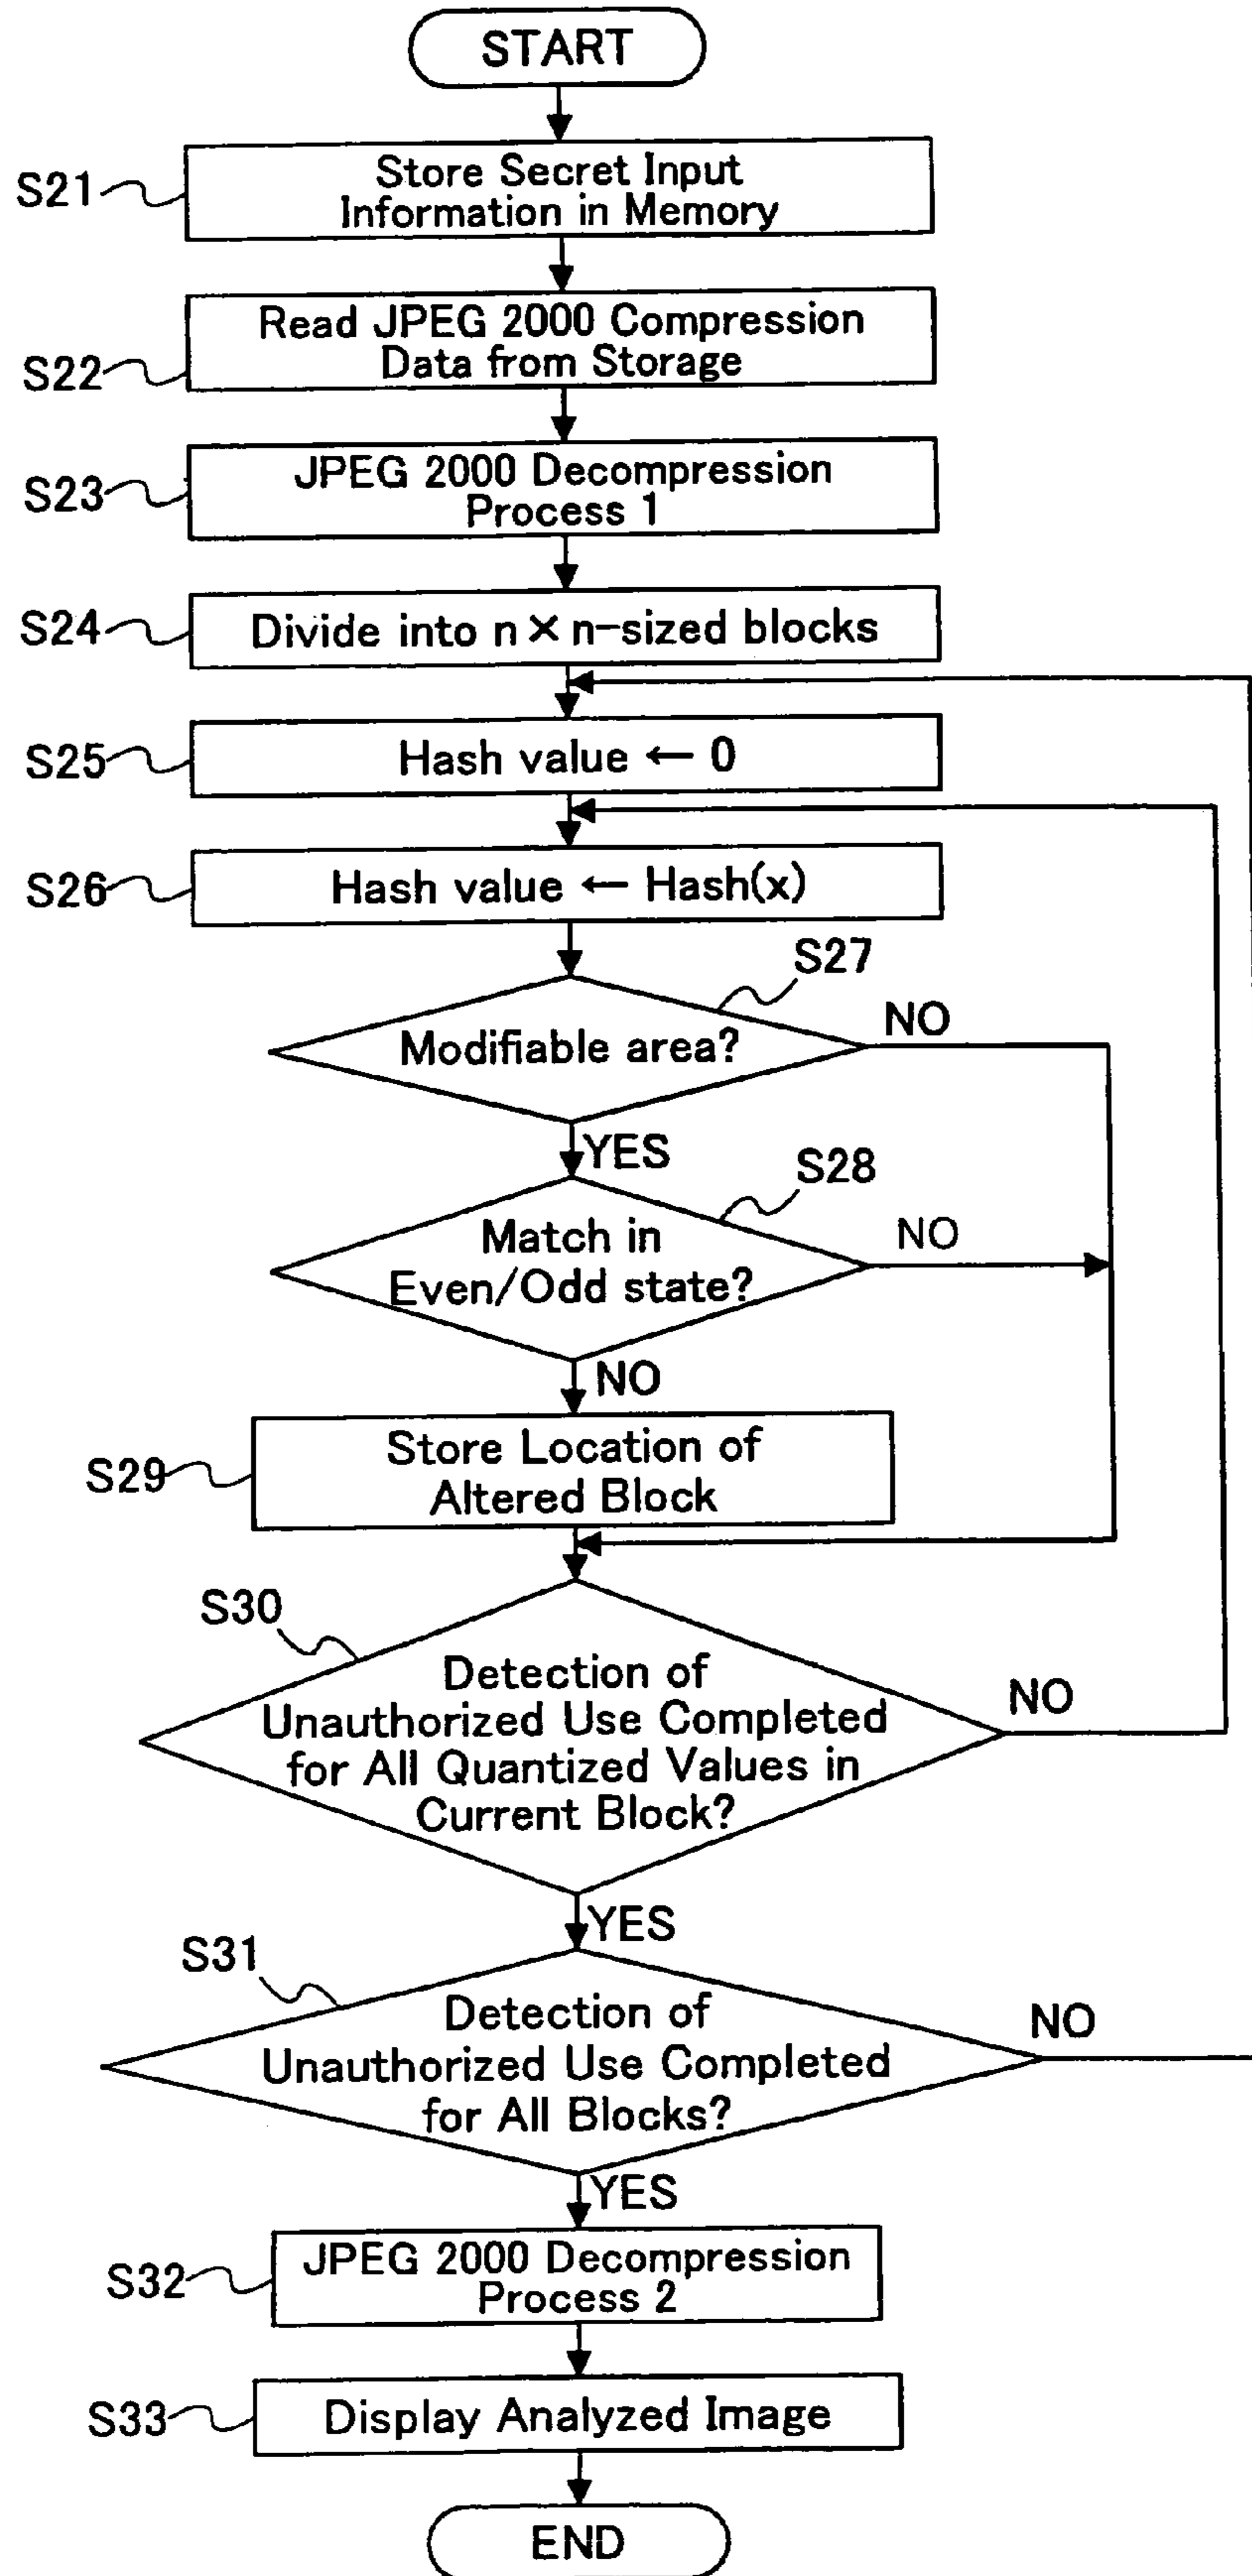 START
S21
Store Secret Input
Information in Memory
S22
Read JPEG 2000 Compression
Data from Storage
S23
JPEG 2000 Decompression
Process 1
S24
Divide into n × n-sized blocks
S25
Hash value ← 0
S26
Hash value ← Hash(x)
S27
Modifiable area?
NO
YES
S28
Match in
Even/Odd state?
NO
NO
S29
Store Location of
Altered Block
S30
Detection of
Unauthorized Use Completed
for All Quantized Values in
Current Block?
NO
YES
S31
Detection of
Unauthorized Use Completed
for All Blocks?
NO
YES
S32
JPEG 2000 Decompression
Process 2
S33
Display Analyzed Image
END